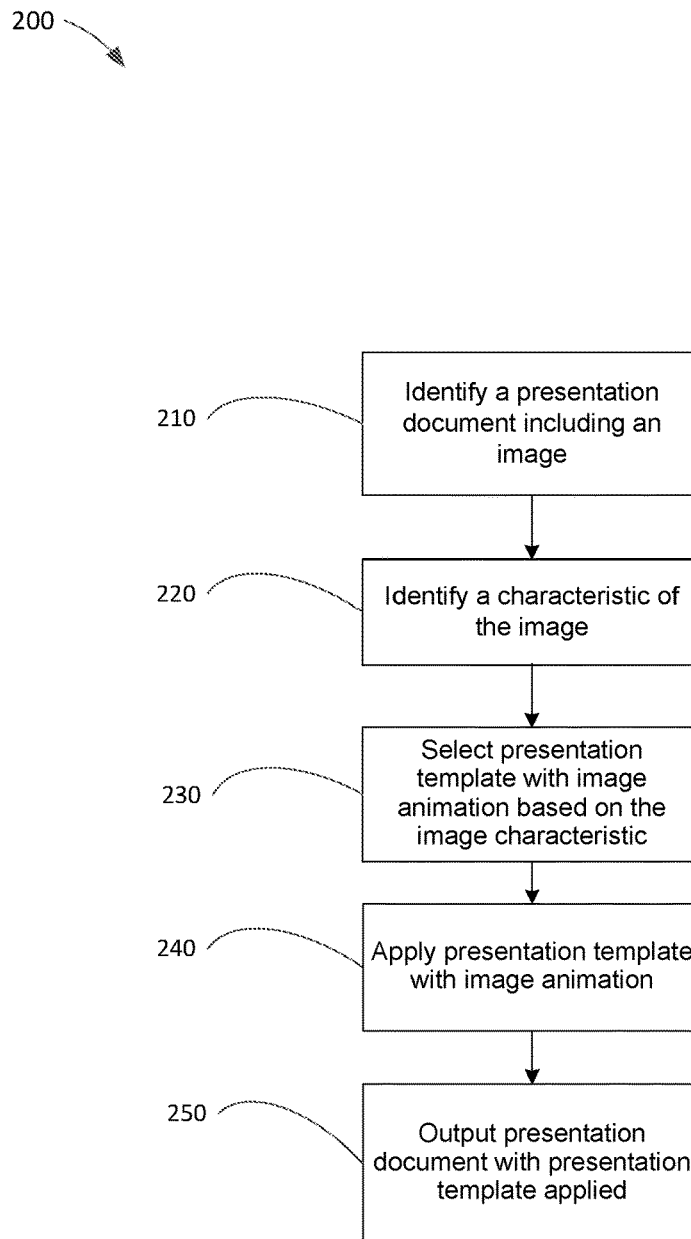 200
210
Identify a presentation
document including an
image
220
Identify a characteristic of
the image
230
Select presentation
template with image
animation based on the
image characteristic
240
Apply presentation template
with image animation
250
Output presentation
document with presentation
template applied